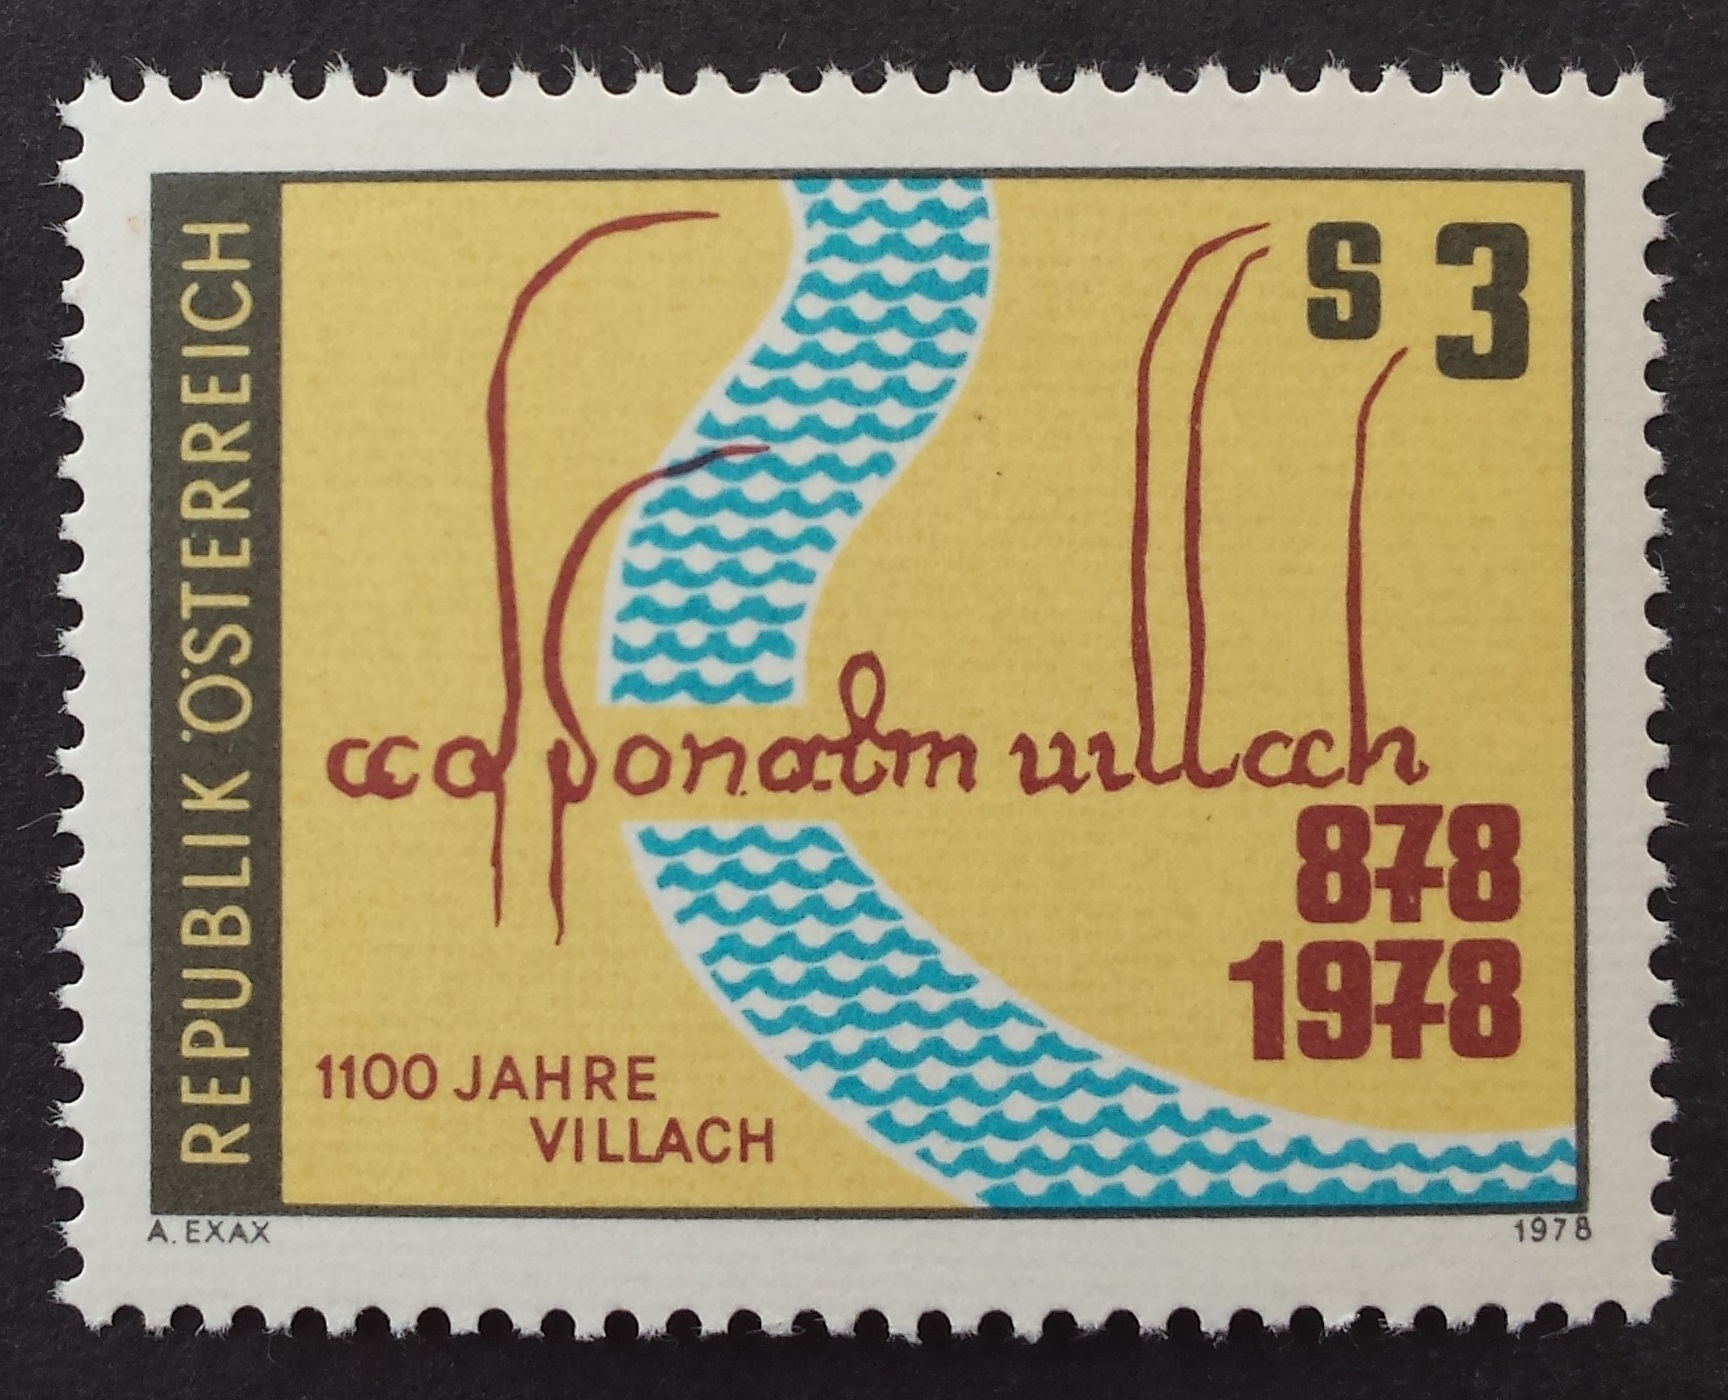 REPUBLIK ÖSTERREICH
S 3
ad pontem uillach
878
1978
1100 JAHRE
VILLACH
A. EXAX
1978